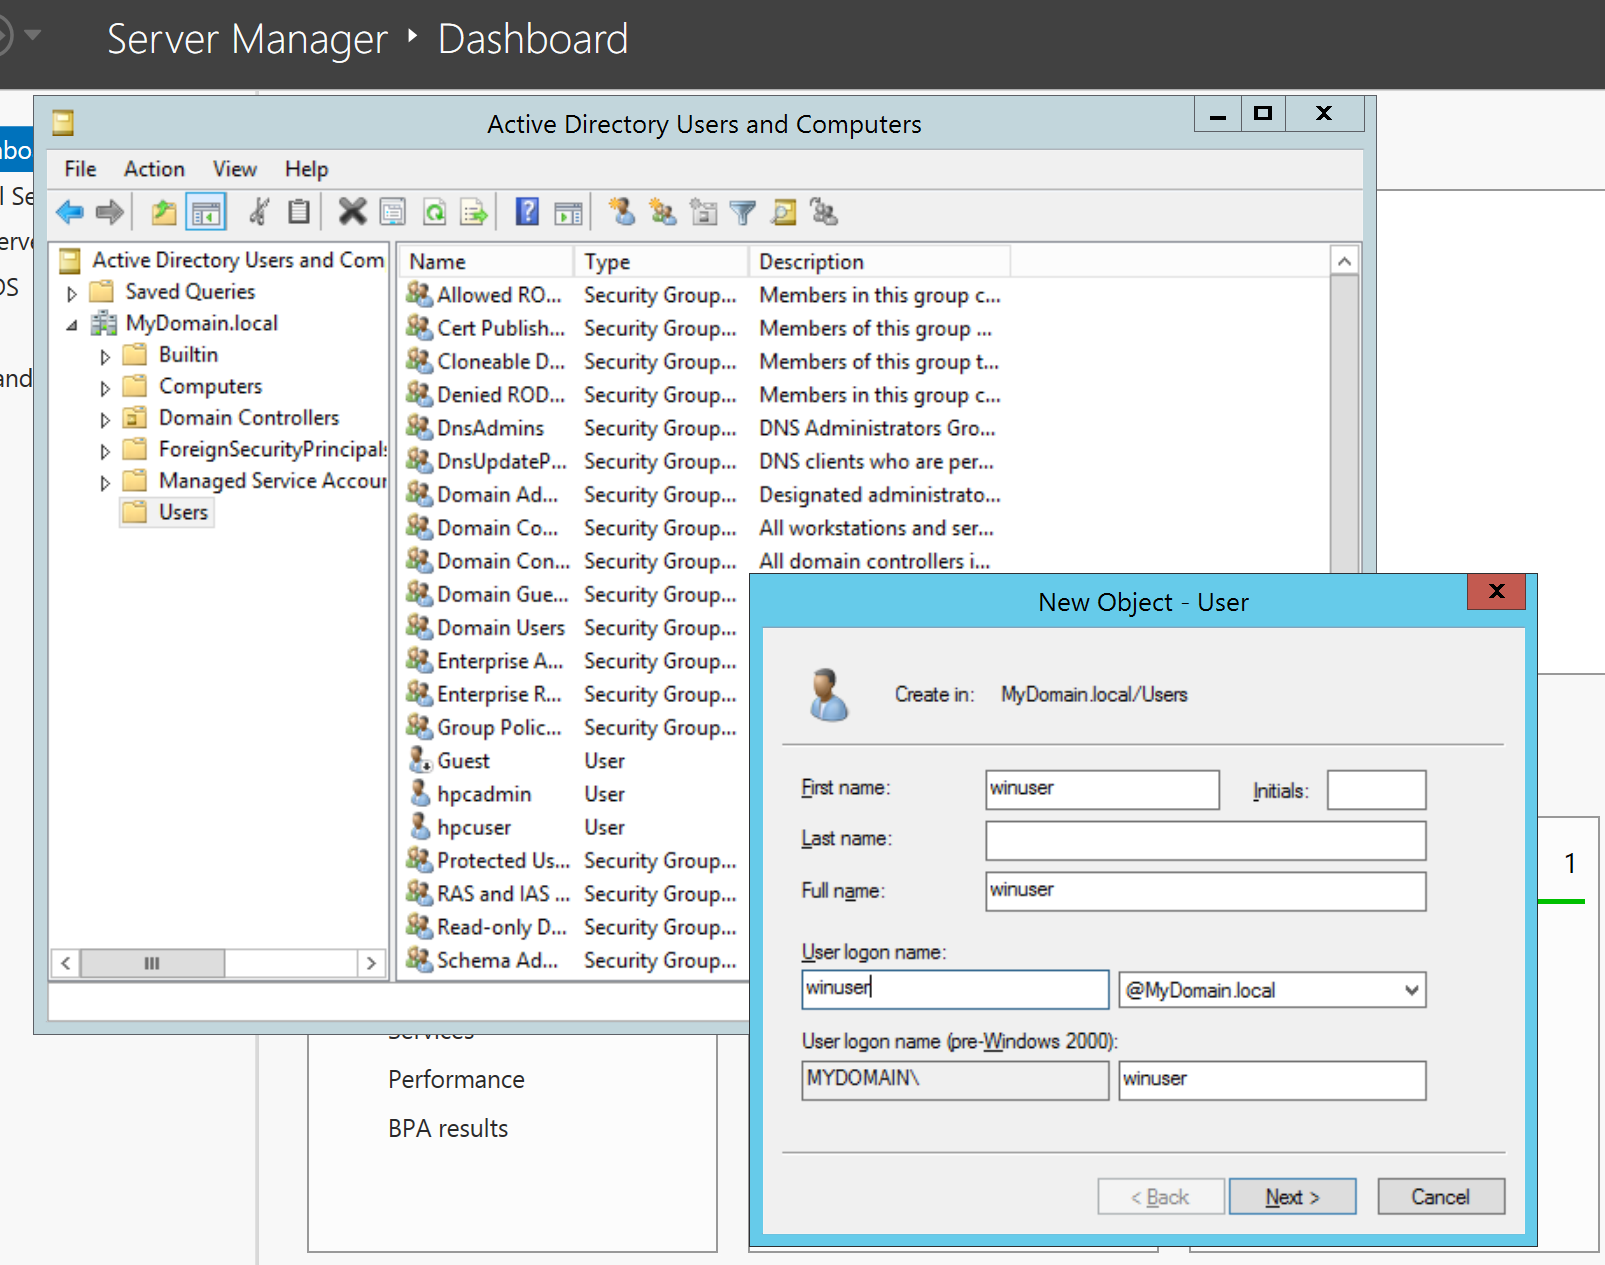 Server Manager ‣ Dashboard
Active Directory Users and Computers
File Action View Help
Active Directory Users and Com
Saved Queries
MyDomain.local
Builtin
Computers
Domain Controllers
ForeignSecurityPrincipals
Managed Service Accour
Users
Name Type Description
Allowed RO... Security Group... Members in this group c...
Cert Publish... Security Group... Members of this group ...
Cloneable D... Security Group... Members of this group t...
Denied ROD... Security Group... Members in this group c...
DnsAdmins Security Group... DNS Administrators Gro...
DnsUpdateP... Security Group... DNS clients who are per...
Domain Ad... Security Group... Designated administrato...
Domain Co... Security Group... All workstations and ser...
Domain Con... Security Group... All domain controllers i...
Domain Gue... Security Group...
Domain Users Security Group...
Enterprise A... Security Group...
Enterprise R... Security Group...
Group Polic... Security Group...
Guest User
hpcadmin User
hpcuser User
Protected Us... Security Group...
RAS and IAS ... Security Group...
Read-only D... Security Group...
Schema Ad... Security Group...
New Object - User
Create in: MyDomain.local/Users
First name: winuser Initials:
Last name:
Full name: winuser
User logon name:
winuser @MyDomain.local
User logon name (pre-Windows 2000):
MYDOMAIN\ winuser
< Back Next > Cancel
Services
Performance
BPA results
1